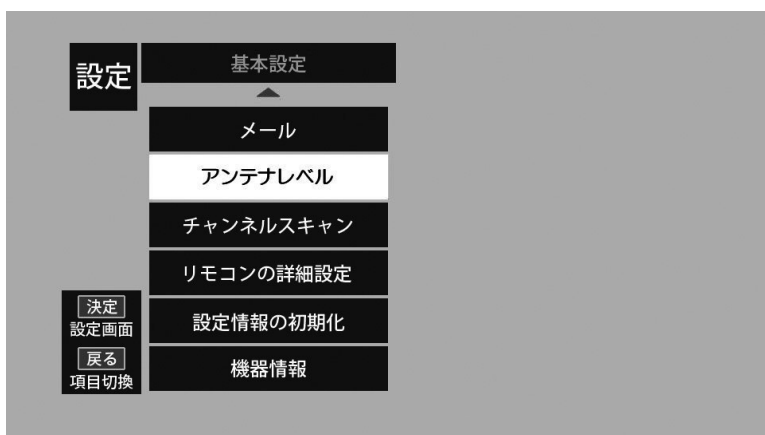 設定
基本設定
メール
アンテナレベル
チャンネルスキャン
リモコンの詳細設定
設定情報の初期化
機器情報
決定
設定画面
戻る
項目切換